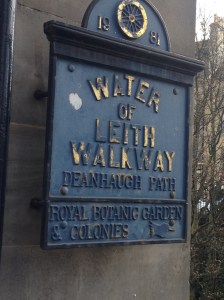 19 81
WATER
OF
LEITH
WALKWAY
DEANHAUGH PATH
ROYAL BOTANIC GARDEN
& COLONIES